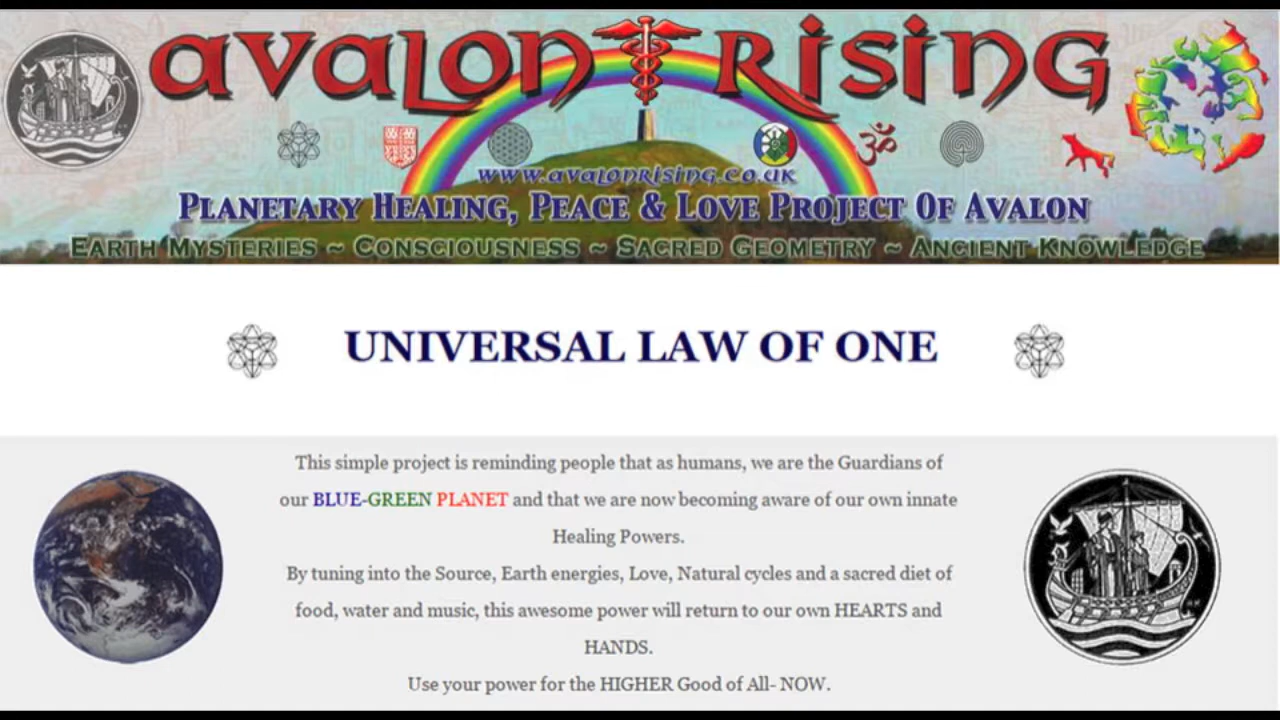 AVALON RISING
www.avalonrising.co.uk
PLANETARY HEALING, PEACE & LOVE PROJECT OF AVALON
EARTH MYSTERIES ~ CONSCIOUSNESS ~ SACRED GEOMETRY ~ ANCIENT KNOWLEDGE
UNIVERSAL LAW OF ONE
This simple project is reminding people that as humans, we are the Guardians of
our BLUE-GREEN PLANET and that we are now becoming aware of our own innate
Healing Powers.
By tuning into the Source, Earth energies, Love, Natural cycles and a sacred diet of
food, water and music, this awesome power will return to our own HEARTS and
HANDS.
Use your power for the HIGHER Good of All- NOW.